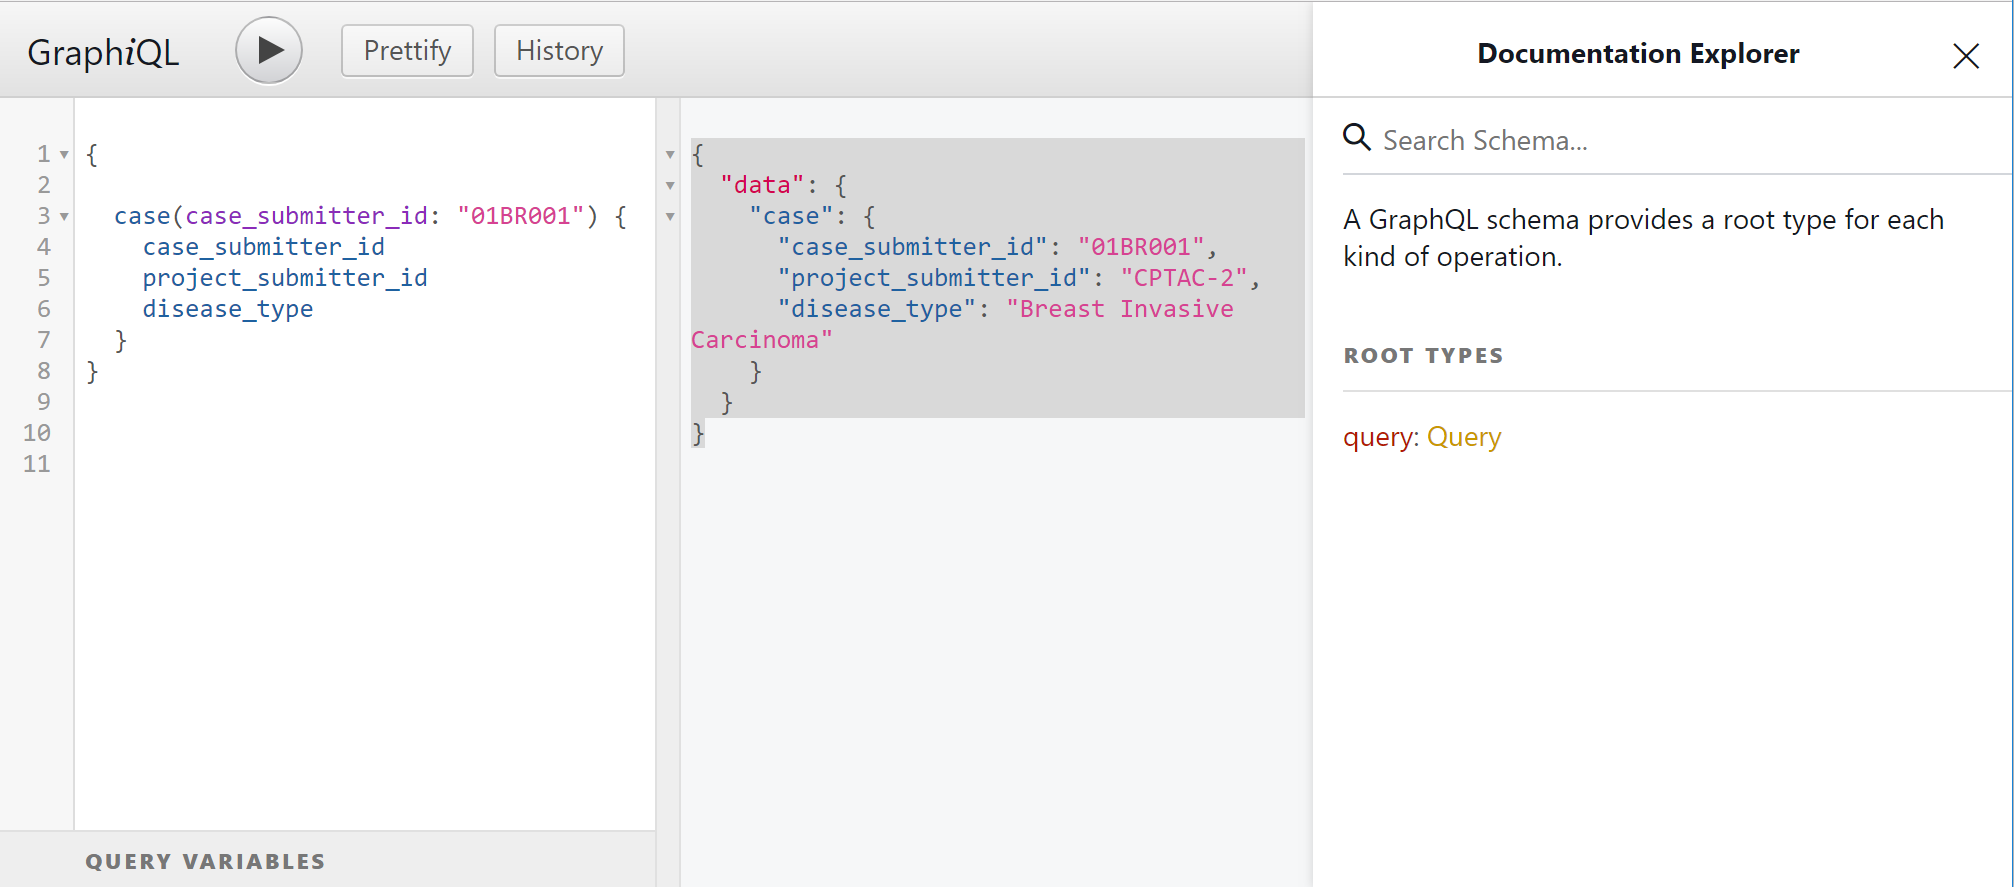 GraphiQL
Prettify
History
1 {
2
3 case(case_submitter_id: "01BR001") {
4 case_submitter_id
5 project_submitter_id
6 disease_type
7 }
8 }
9
10
11
QUERY VARIABLES
{
"data": {
"case": {
"case_submitter_id": "01BR001",
"project_submitter_id": "CPTAC-2",
"disease_type": "Breast Invasive
Carcinoma"
}
}
}
Documentation Explorer
Search Schema...
A GraphQL schema provides a root type for each
kind of operation.
ROOT TYPES
query: Query